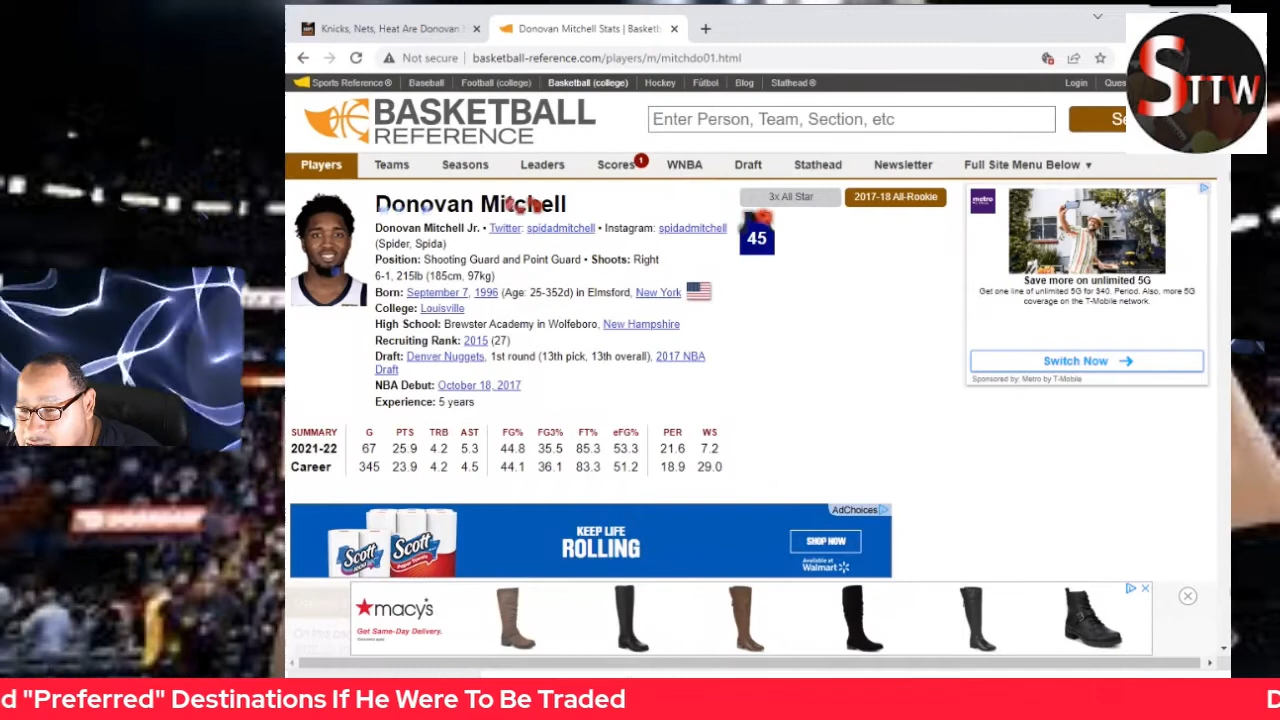 Knicks, Nets, Heat Are Donovan
Donovan Mitchell Stats | Basketb
Not secure | basketball-reference.com/players/m/mitchdo01.html
STTW
Sports Reference ® Baseball Football (college) Basketball (college) Hockey Fútbol Blog Stathead ® Login Ques
BASKETBALL
REFERENCE
Enter Person, Team, Section, etc
Se
Players Teams Seasons Leaders Scores 1 WNBA Draft Stathead Newsletter Full Site Menu Below ▼
Donovan Mitchell
3x All Star 2017-18 All-Rookie
Donovan Mitchell Jr. • Twitter: spidadmitchell • Instagram: spidadmitchell
45
(Spider, Spida)
Position: Shooting Guard and Point Guard • Shoots: Right
6-1, 215lb (185cm, 97kg)
Born: September 7, 1996 (Age: 25-352d) in Elmsford, New York
College: Louisville
High School: Brewster Academy in Wolfeboro, New Hampshire
Recruiting Rank: 2015 (27)
Draft: Denver Nuggets, 1st round (13th pick, 13th overall), 2017 NBA
Draft
NBA Debut: October 18, 2017
Experience: 5 years
metro
Save more on unlimited 5G
Get one line of unlimited 5G for $40. Period. Also, more 5G
coverage on the T-Mobile network.
Switch Now →
Sponsored by: Metro by T-Mobile
SUMMARY G PTS TRB AST FG% FG3% FT% eFG% PER WS
2021-22 67 25.9 4.2 5.3 44.8 35.5 85.3 53.3 21.6 7.2
Career 345 23.9 4.2 4.5 44.1 36.1 83.3 51.2 18.9 29.0
AdChoices
Scott
Scott
KEEP LIFE
ROLLING
SHOP NOW
Available at
Walmart
On this pag
★macy's
Get Same-Day Delivery.
d "Preferred" Destinations If He Were To Be Traded
D